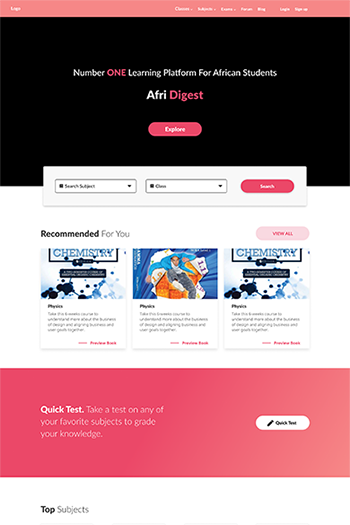 Logo
Classes Subjects Exams Forum Blog Login Sign up
Number ONE Learning Platform For African Students
Afri Digest
Explore
Search Subject
Class
Search
Recommended For You
VIEW ALL
CHEMISTRY
CHEMISTRY
Physics
Take this 6 weeks course to
understand more about the business
of design and aligning business and
user goals together.
Preview Book
Physics
Take this 6 weeks course to
understand more about the business
of design and aligning business and
user goals together.
Preview Book
Physics
Take this 6 weeks course to
understand more about the business
of design and aligning business and
user goals together.
Preview Book
Quick Test. Take a test on any of
your favorite subjects to grade
your knowledge.
Quick Test
Top Subjects